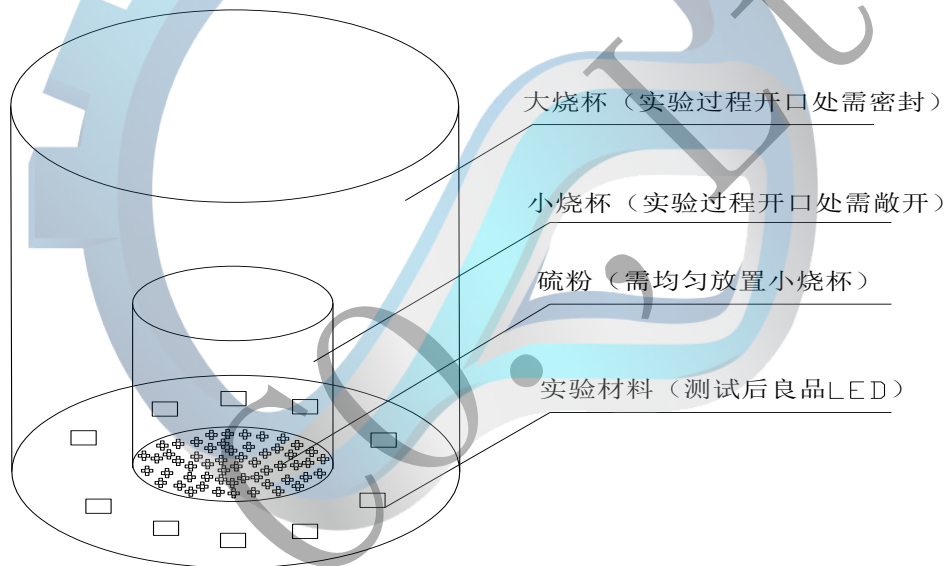 大烧杯（实验过程开口处需密封）
小烧杯（实验过程开口处需敞开）
硫粉（需均匀放置小烧杯）
实验材料（测试后良品LED）
CO., Lt